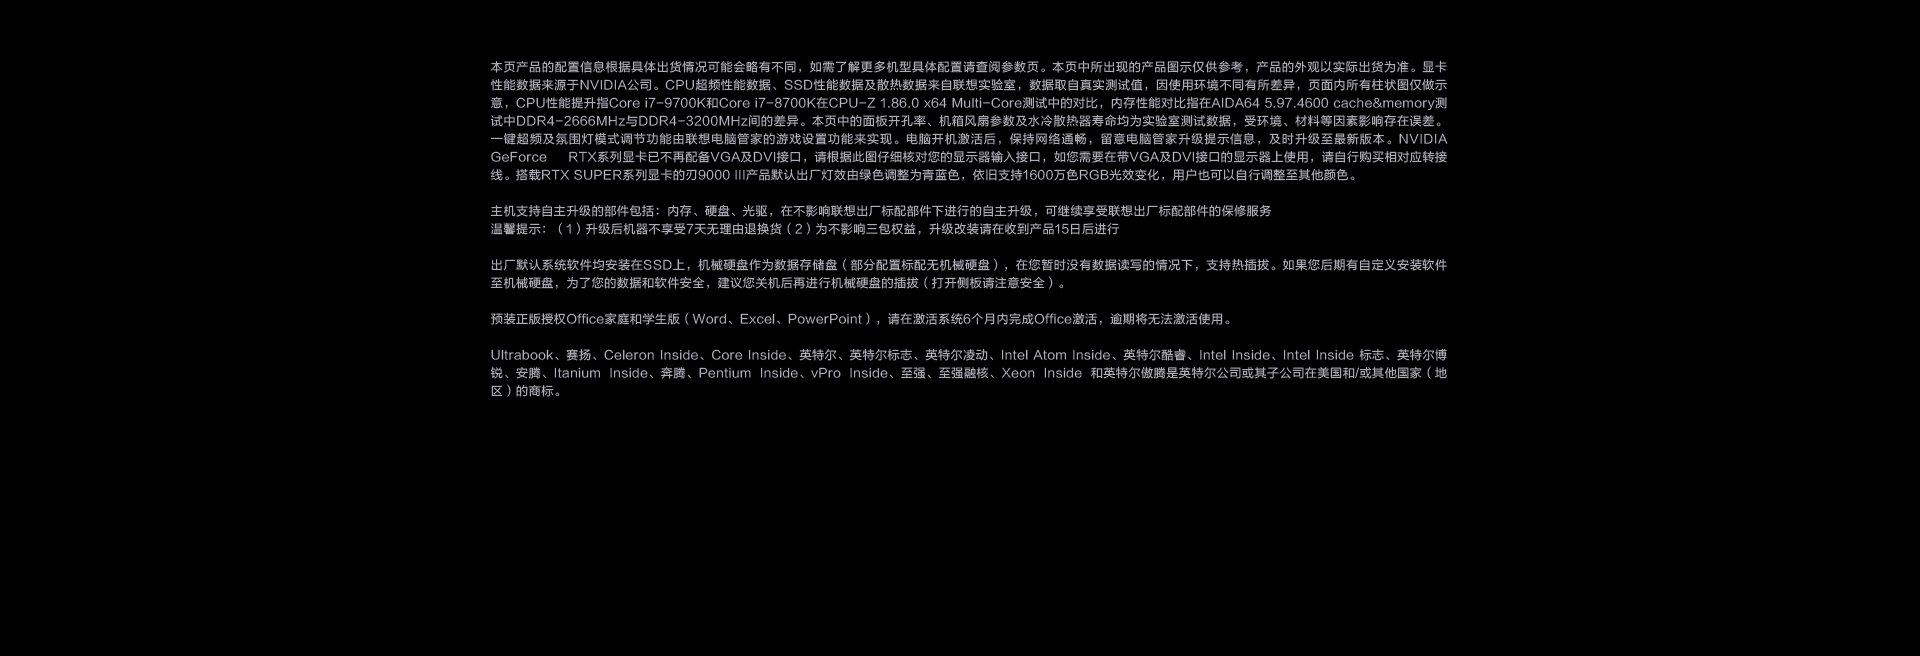 本页产品的配置信息根据具体出货情况可能会略有不同，如需了解更多机型具体配置请查阅参数页。本页中所出现的产品图示仅供参考，产品的外观以实际出货为准。显卡
性能数据来源于NVIDIA公司。CPU超频性能数据、SSD性能数据及散热数据来自联想实验室，数据取自真实测试值，因使用环境不同有所差异，页面内所有柱状图仅做示
意，CPU性能提升指Core i7-9700K和Core i7-8700K在CPU-Z 1.86.0 x64 Multi-Core测试中的对比，内存性能对比指在AIDA64 5.97.4600 cache&memory测
试中DDR4-2666MHz与DDR4-3200MHz间的差异。本页中的面板开孔率、机箱风扇参数及水冷散热器寿命均为实验室测试数据，受环境、材料等因素影响存在误差。
一键超频及氛围灯模式调节功能由联想电脑管家的游戏设置功能来实现。电脑开机激活后，保持网络通畅，留意电脑管家升级提示信息，及时升级至最新版本。NVIDIA
GeForce RTX系列显卡已不再配备VGA及DVI接口，请根据此图仔细核对您的显示器输入接口，如您需要在带VGA及DVI接口的显示器上使用，请自行购买相对应转接
线。搭载RTX SUPER系列显卡的刃9000 III产品默认出厂灯效由绿色调整为青蓝色，依旧支持1600万色RGB光效变化，用户也可以自行调整至其他颜色。
主机支持自主升级的部件包括：内存、硬盘、光驱，在不影响联想出厂标配部件下进行的自主升级，可继续享受联想出厂标配部件的保修服务
温馨提示：（1）升级后机器不享受7天无理由退换货（2）为不影响三包权益，升级改装请在收到产品15日后进行
出厂默认系统软件均安装在SSD上，机械硬盘作为数据存储盘（部分配置标配无机械硬盘），在您暂时没有数据读写的情况下，支持热插拔。如果您后期有自定义安装软件
至机械硬盘，为了您的数据和软件安全，建议您关机后再进行机械硬盘的插拔（打开侧板请注意安全）。
预装正版授权Office家庭和学生版（Word、Excel、PowerPoint），请在激活系统6个月内完成Office激活，逾期将无法激活使用。
Ultrabook、赛扬、Celeron Inside、Core Inside、英特尔、英特尔标志、英特尔凌动、Intel Atom Inside、英特尔酷睿、Intel Inside、Intel Inside 标志、英特尔博
锐、安腾、Itanium Inside、奔腾、Pentium Inside、vPro Inside、至强、至强融核、Xeon Inside 和英特尔傲腾是英特尔公司或其子公司在美国和/或其他国家（地
区）的商标。